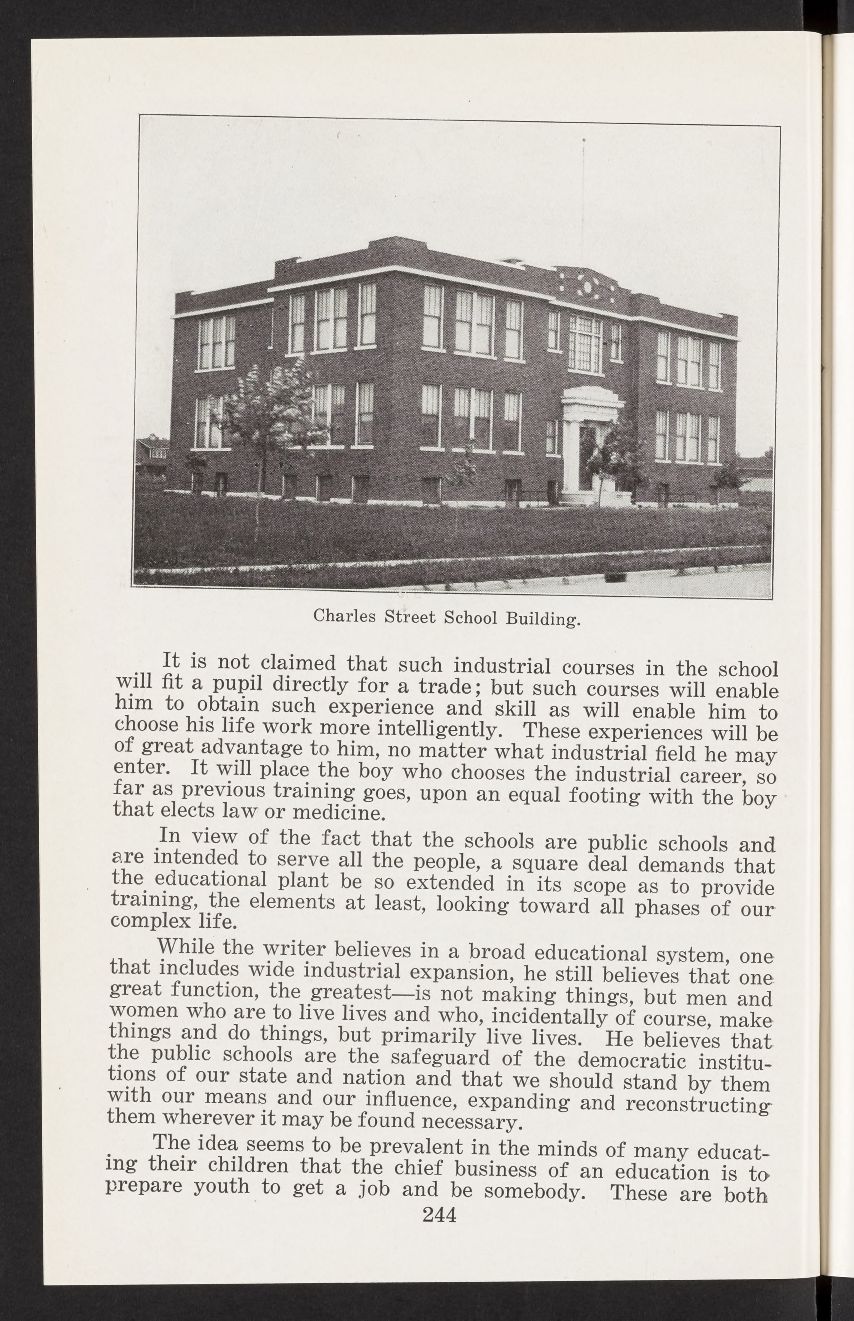 Charles Street School Building.
It is not claimed that such industrial courses in the school
will fit a pupil directly for a trade; but such courses will enable
him to obtain such experience and skill as will enable him to
choose his life work more intelligently. These experiences will be
of great advantage to him, no matter what industrial field he may
enter. It will place the boy who chooses the industrial career, so
far as previous training goes, upon an equal footing with the boy
that elects law or medicine.
In view of the fact that the schools are public schools and
are intended to serve all the people, a square deal demands that
the educational plant be so extended in its scope as to provide
training, the elements at least, looking toward all phases of our
complex life.
While the writer believes in a broad educational system, one
that includes wide industrial expansion, he still believes that one
great function, the greatest—is not making things, but men and
women who are to live lives and who, incidentally of course, make
things and do things, but primarily live lives. He believes that
the public schools are the safeguard of the democratic institu-
tions of our state and nation and that we should stand by them
with our means and our influence, expanding and reconstructing
them wherever it may be found necessary.
The idea seems to be prevalent in the minds of many educat-
ing their children that the chief business of an education is to
prepare youth to get a job and be somebody. These are both
244